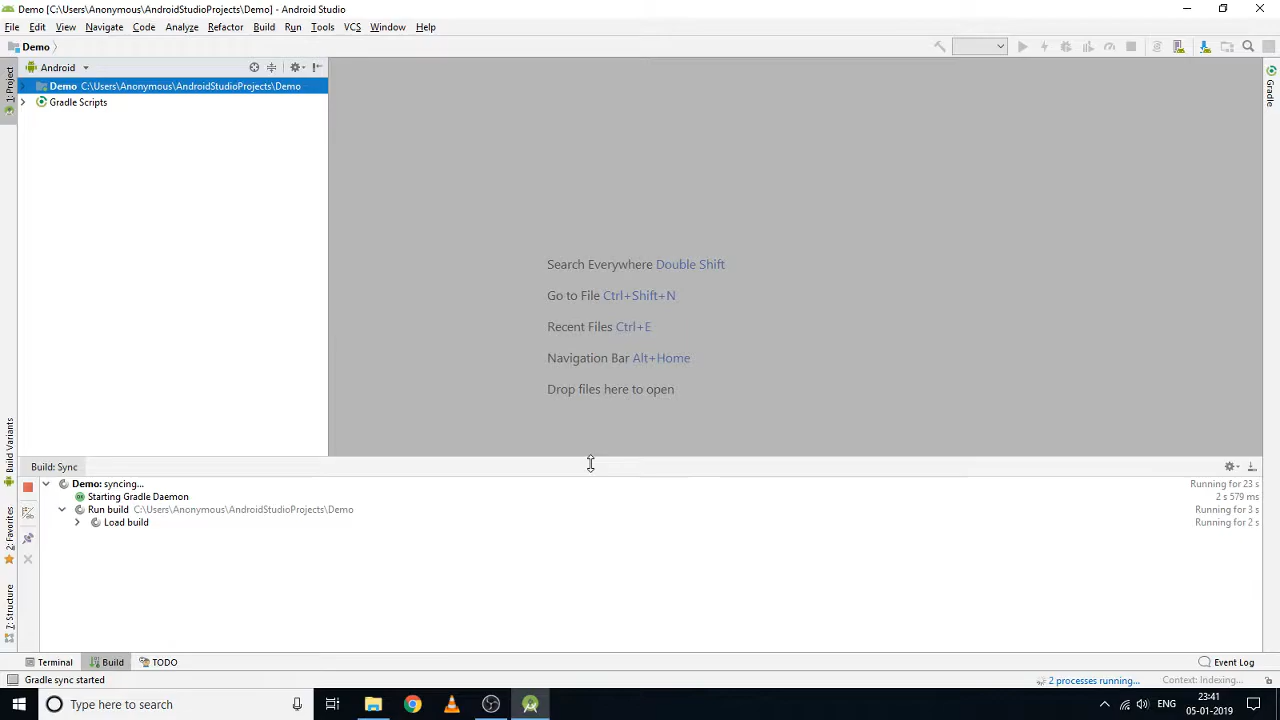 Demo [C:\Users\Anonymous\AndroidStudioProjects\Demo] - Android Studio
File Edit View Navigate Code Analyze Refactor Build Run Tools VCS Window Help
Demo
1: Project
Android
Demo C:\Users\Anonymous\AndroidStudioProjects\Demo
Gradle Scripts
Gradle
Search Everywhere Double Shift
Go to File Ctrl+Shift+N
Recent Files Ctrl+E
Navigation Bar Alt+Home
Drop files here to open
Build Variants
2: Favorites
7: Structure
Build: Sync
Demo: syncing... Running for 23 s
Starting Gradle Daemon 2 s 579 ms
Run build C:\Users\Anonymous\AndroidStudioProjects\Demo Running for 3 s
Load build Running for 2 s
Terminal Build TODO Event Log
Gradle sync started 2 processes running... Context: Indexing...
Type here to search ENG 23:41
05-01-2019